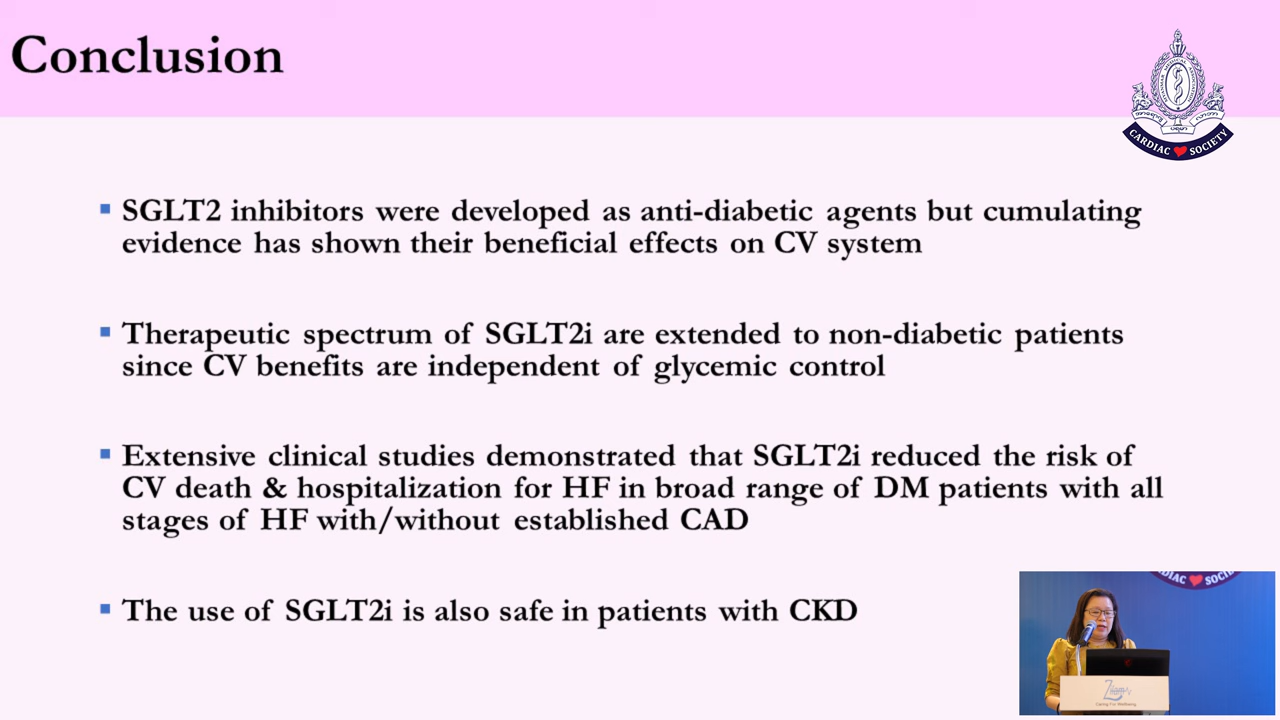 Conclusion
CARDIAC SOCIETY
▪ SGLT2 inhibitors were developed as anti-diabetic agents but cumulating
evidence has shown their beneficial effects on CV system
▪ Therapeutic spectrum of SGLT2i are extended to non-diabetic patients
since CV benefits are independent of glycemic control
▪ Extensive clinical studies demonstrated that SGLT2i reduced the risk of
CV death & hospitalization for HF in broad range of DM patients with all
stages of HF with/without established CAD
▪ The use of SGLT2i is also safe in patients with CKD
Caring For Wellbeing